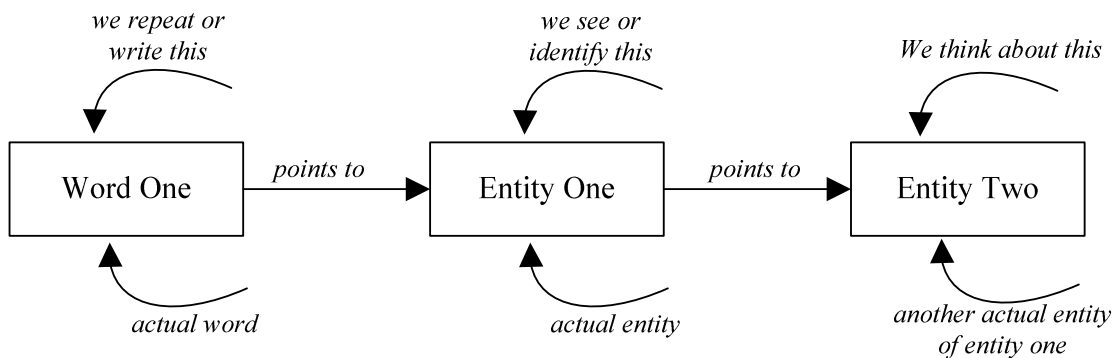 we repeat or
write this
we see or
identify this
We think about this
Word One
points to
Entity One
points to
Entity Two
actual word
actual entity
another actual entity
of entity one